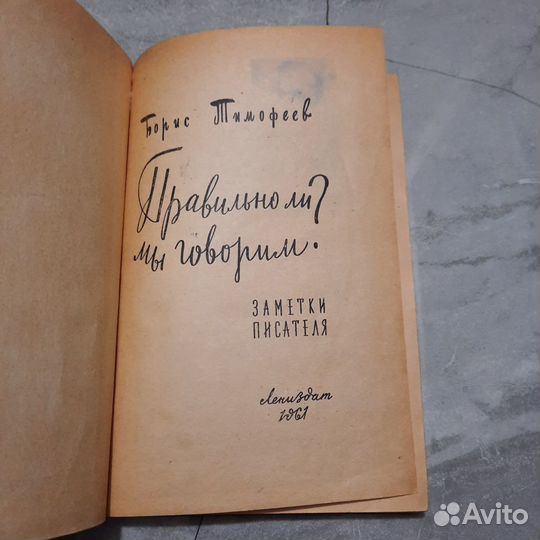 Борис Тимофеев
Правильно ли
мы говорим?
ЗАМЕТКИ
ПИСАТЕЛЯ
Лениздат
1961
Avito